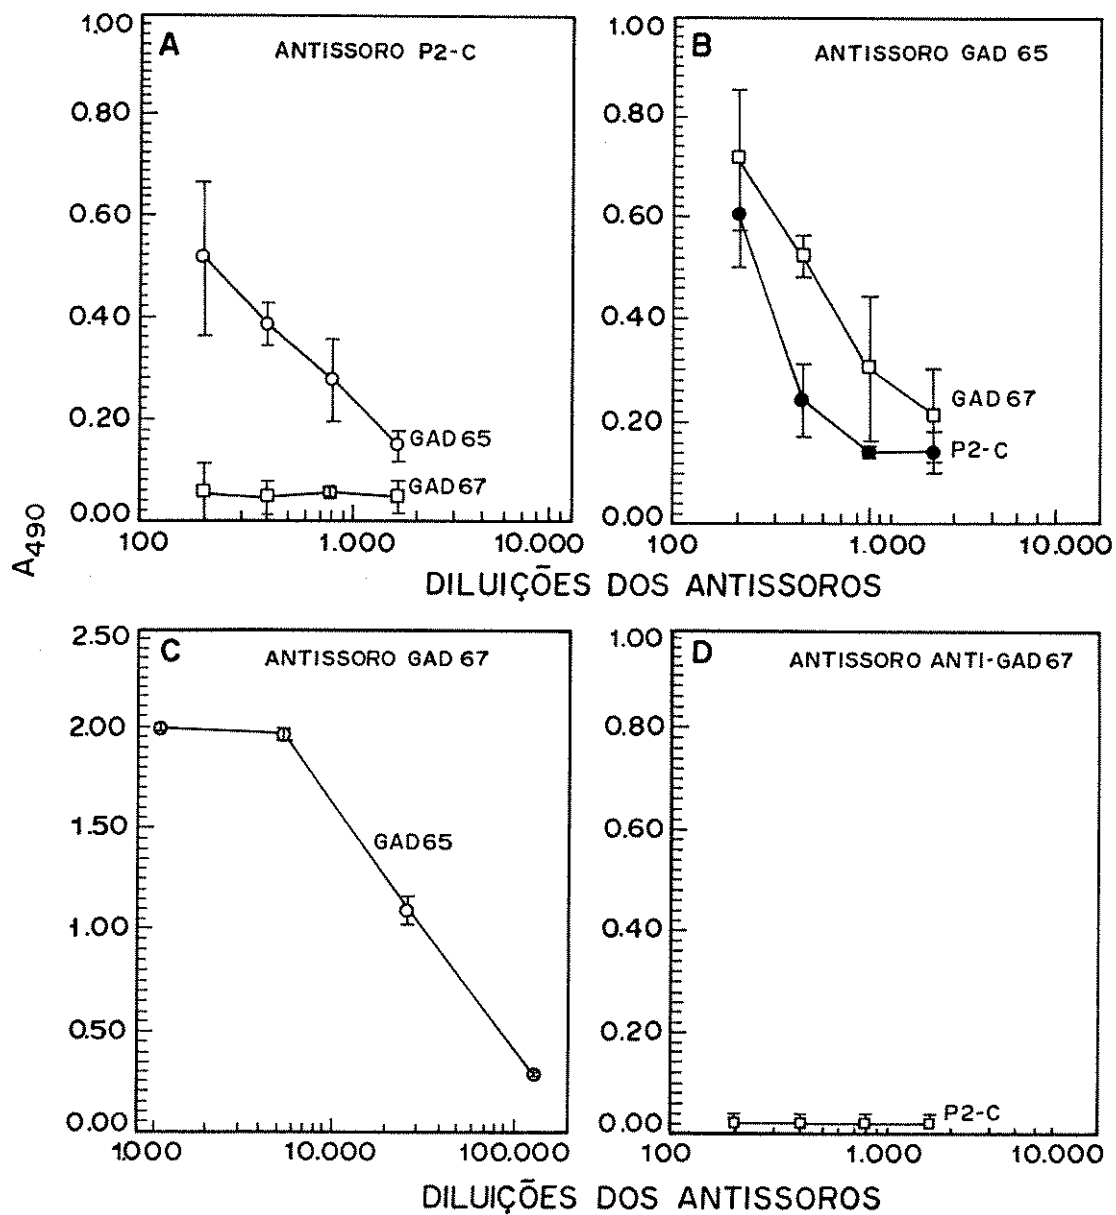 A
ANTISSORO P2-C
1.00
0.80
0.60
0.40
0.20
0.00
GAD 65
GAD 67
100
1.000
10.000
B
ANTISSORO GAD 65
1.00
0.80
0.60
0.40
0.20
0.00
GAD 67
P2-C
100
1.000
10.000
A490
DILUIÇÕES DOS ANTISSOROS
C
ANTISSORO GAD 67
2.50
2.00
1.50
1.00
0.50
0.00
GAD65
1000
10.000
100.000
D
ANTISSORO ANTI-GAD67
1.00
0.80
0.60
0.40
0.20
0.00
P2-C
100
1.000
10.000
DILUIÇÕES DOS ANTISSOROS